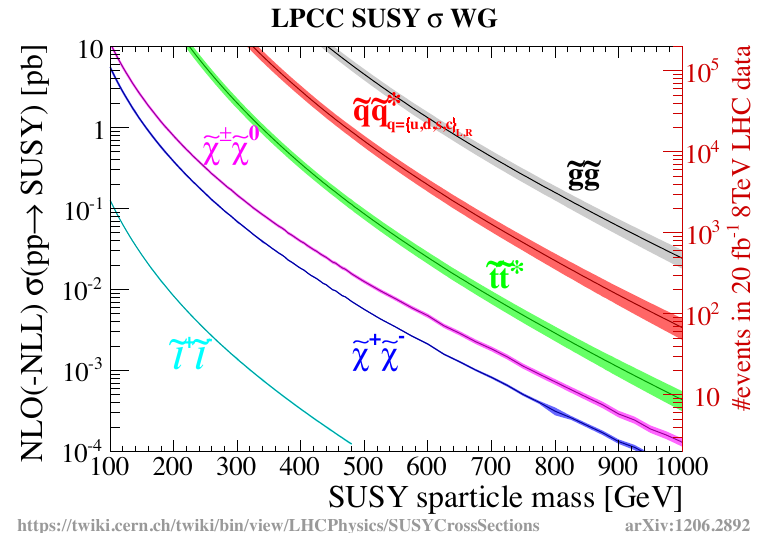 LPCC SUSY σ WG
NLO(-NLL) σ(pp→ SUSY) [pb]
10
1
10⁻¹
10⁻²
10⁻³
10⁻⁴
χ̃±χ̃⁰
q̃q̃*
q={u,d,s,c}L,R
g̃g̃
t̃t̃*
l̃⁺l̃⁻
χ̃⁺χ̃⁻
10⁵
10⁴
10³
10²
10
#events in 20 fb⁻¹ 8TeV LHC data
100 200 300 400 500 600 700 800 900 1000
SUSY sparticle mass [GeV]
https://twiki.cern.ch/twiki/bin/view/LHCPhysics/SUSYCrossSections arXiv:1206.2892